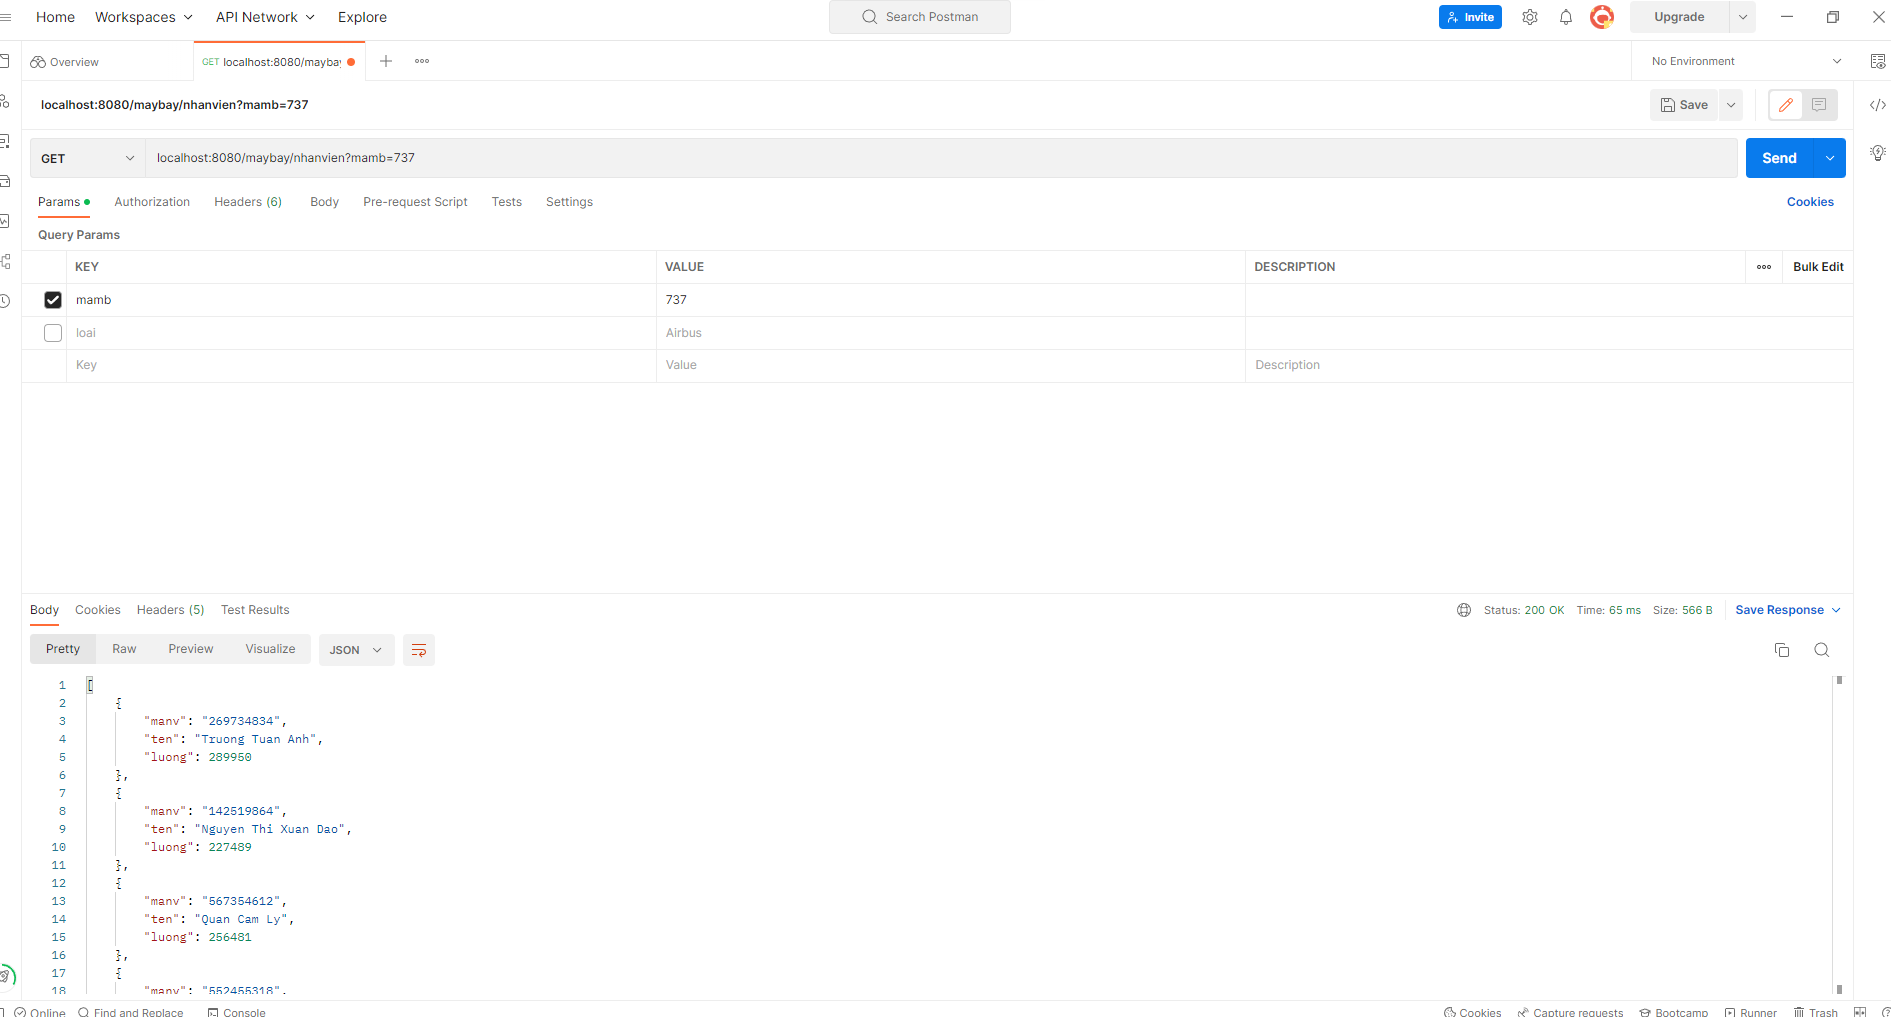 Home Workspaces API Network Explore Search Postman Invite Upgrade
Overview GET localhost:8080/mayba No Environment
localhost:8080/maybay/nhanvien?mamb=737 Save
GET localhost:8080/maybay/nhanvien?mamb=737 Send
Params Authorization Headers (6) Body Pre-request Script Tests Settings Cookies
Query Params
KEY VALUE DESCRIPTION Bulk Edit
mamb 737
loai Airbus
Key Value Description
Body Cookies Headers (5) Test Results Status: 200 OK Time: 65 ms Size: 566 B Save Response
Pretty Raw Preview Visualize JSON
1 [
2 {
3 "manv": "269734834",
4 "ten": "Truong Tuan Anh",
5 "luong": 289950
6 },
7 {
8 "manv": "142519864",
9 "ten": "Nguyen Thi Xuan Dao",
10 "luong": 227489
11 },
12 {
13 "manv": "567354612",
14 "ten": "Quan Cam Ly",
15 "luong": 256481
16 },
17 {
18 "manv": "552455318",
Online Find and Replace Console Cookies Capture requests Bootcamp Runner Trash